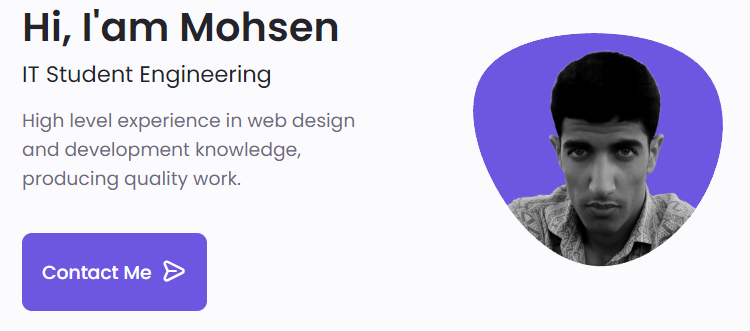 Hi, I'am Mohsen
IT Student Engineering
High level experience in web design
and development knowledge,
producing quality work.
Contact Me